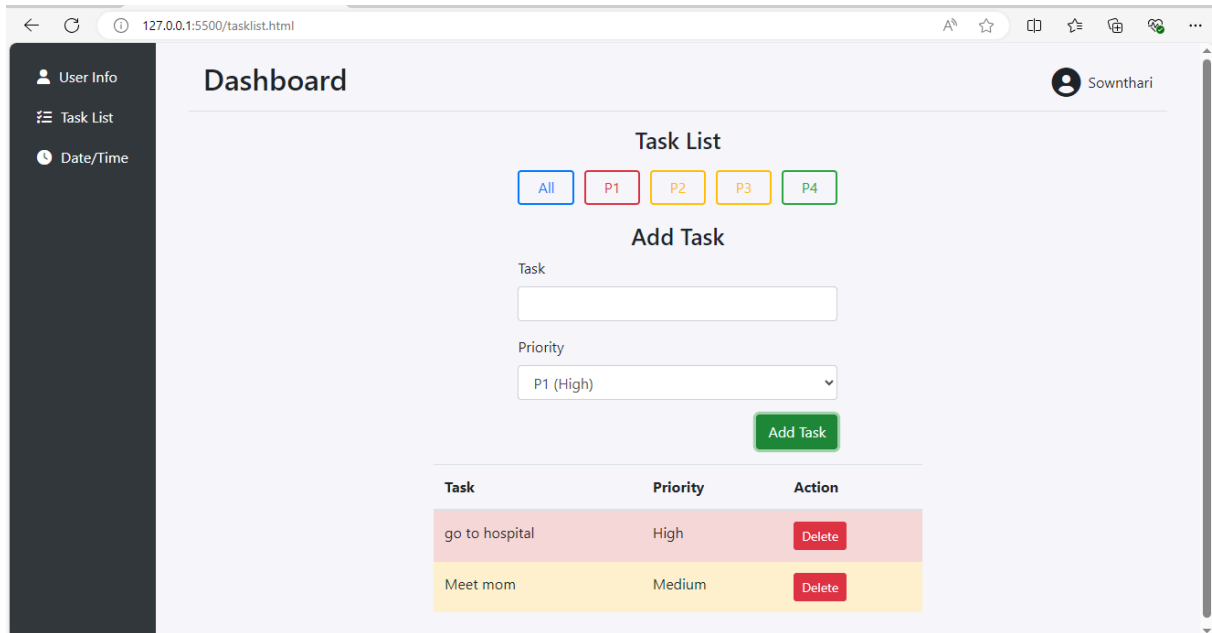 127.0.0.1:5500/tasklist.html
User Info
Task List
Date/Time
Dashboard
Sownthari
Task List
All P1 P2 P3 P4
Add Task
Task
Priority
P1 (High)
Add Task
Task Priority Action
go to hospital High Delete
Meet mom Medium Delete